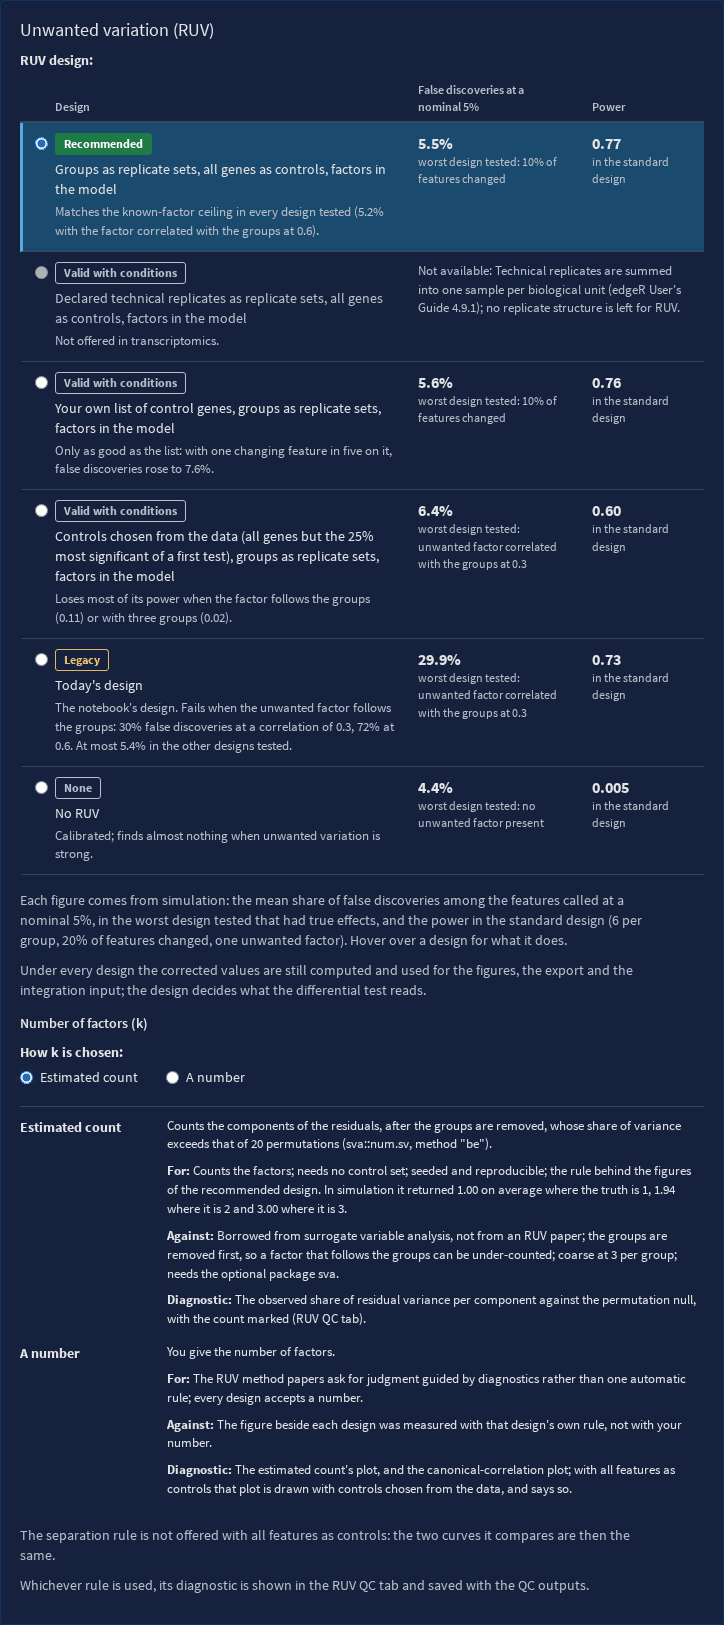 Unwanted variation (RUV)
RUV design:
Design
False discoveries at a
nominal 5%
Power
Recommended
Groups as replicate sets, all genes as controls, factors in
the model
Matches the known-factor ceiling in every design tested (5.2%
with the factor correlated with the groups at 0.6).
5.5%
worst design tested: 10% of
features changed
0.77
in the standard
design
Valid with conditions
Declared technical replicates as replicate sets, all genes
as controls, factors in the model
Not offered in transcriptomics.
Not available: Technical replicates are summed
into one sample per biological unit (edgeR User's
Guide 4.9.1); no replicate structure is left for RUV.
Valid with conditions
Your own list of control genes, groups as replicate sets,
factors in the model
Only as good as the list: with one changing feature in five on it,
false discoveries rose to 7.6%.
5.6%
worst design tested: 10% of
features changed
0.76
in the standard
design
Valid with conditions
Controls chosen from the data (all genes but the 25%
most significant of a first test), groups as replicate sets,
factors in the model
Loses most of its power when the factor follows the groups
(0.11) or with three groups (0.02).
6.4%
worst design tested:
unwanted factor correlated
with the groups at 0.3
0.60
in the standard
design
Legacy
Today's design
The notebook's design. Fails when the unwanted factor follows
the groups: 30% false discoveries at a correlation of 0.3, 72% at
0.6. At most 5.4% in the other designs tested.
29.9%
worst design tested:
unwanted factor correlated
with the groups at 0.3
0.73
in the standard
design
None
No RUV
Calibrated; finds almost nothing when unwanted variation is
strong.
4.4%
worst design tested: no
unwanted factor present
0.005
in the standard
design
Each figure comes from simulation: the mean share of false discoveries among the features called at a
nominal 5%, in the worst design tested that had true effects, and the power in the standard design (6 per
group, 20% of features changed, one unwanted factor). Hover over a design for what it does.
Under every design the corrected values are still computed and used for the figures, the export and the
integration input; the design decides what the differential test reads.
Number of factors (k)
How k is chosen:
Estimated count
A number
Estimated count
Counts the components of the residuals, after the groups are removed, whose share of variance
exceeds that of 20 permutations (sva::num.sv, method "be").
For: Counts the factors; needs no control set; seeded and reproducible; the rule behind the figures
of the recommended design. In simulation it returned 1.00 on average where the truth is 1, 1.94
where it is 2 and 3.00 where it is 3.
Against: Borrowed from surrogate variable analysis, not from an RUV paper; the groups are
removed first, so a factor that follows the groups can be under-counted; coarse at 3 per group;
needs the optional package sva.
Diagnostic: The observed share of residual variance per component against the permutation null,
with the count marked (RUV QC tab).
A number
You give the number of factors.
For: The RUV method papers ask for judgment guided by diagnostics rather than one automatic
rule; every design accepts a number.
Against: The figure beside each design was measured with that design's own rule, not with your
number.
Diagnostic: The estimated count's plot, and the canonical-correlation plot; with all features as
controls that plot is drawn with controls chosen from the data, and says so.
The separation rule is not offered with all features as controls: the two curves it compares are then the
same.
Whichever rule is used, its diagnostic is shown in the RUV QC tab and saved with the QC outputs.